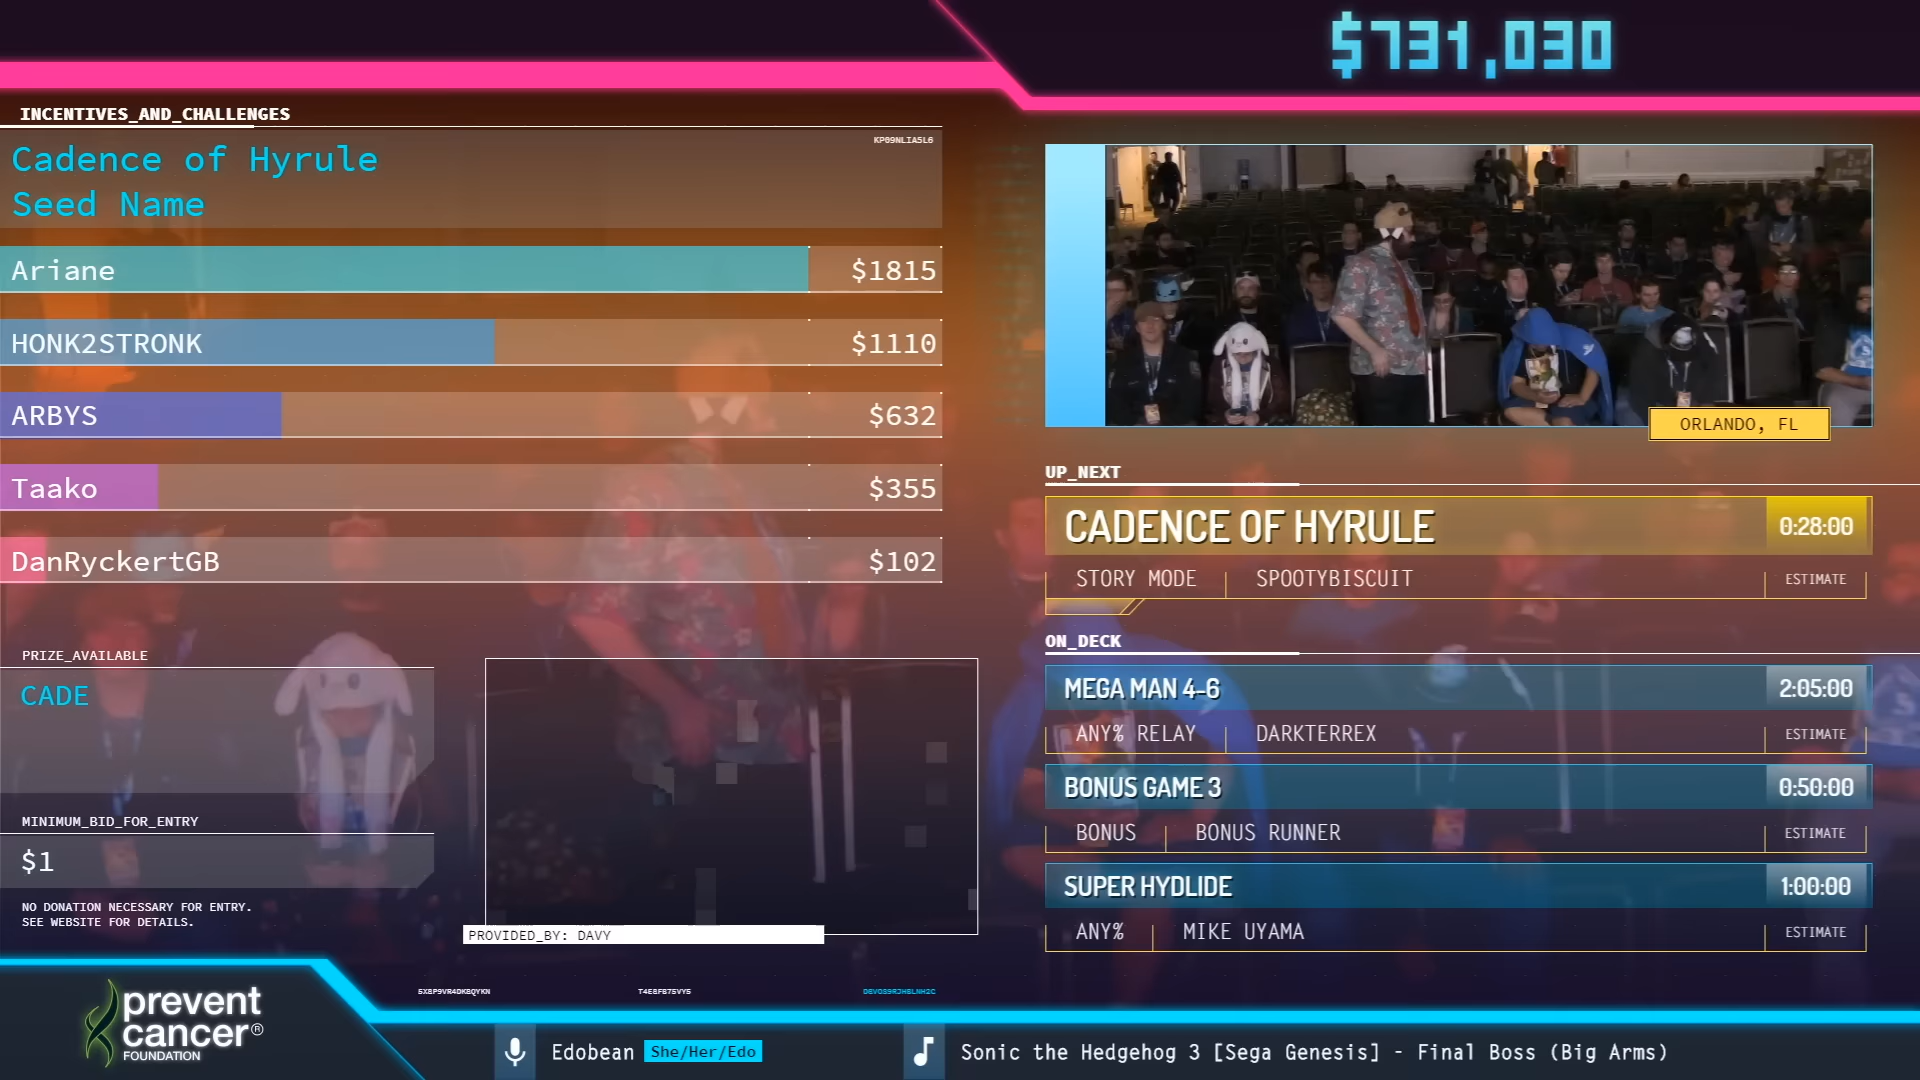 $731,030
INCENTIVES_AND_CHALLENGES
KP09NLIA5L6
Cadence of Hyrule
Seed Name
Ariane $1815
HONK2STRONK $1110
ARBYS $632
Taako $355
DanRyckertGB $102
PRIZE_AVAILABLE
CADE
MINIMUM_BID_FOR_ENTRY
$1
NO DONATION NECESSARY FOR ENTRY.
SEE WEBSITE FOR DETAILS.
PROVIDED_BY: DAVY
ORLANDO, FL
UP_NEXT
CADENCE OF HYRULE 0:28:00
STORY MODE SPOOTYBISCUIT ESTIMATE
ON_DECK
MEGA MAN 4-6 2:05:00
ANY% RELAY DARKTERREX ESTIMATE
BONUS GAME 3 0:50:00
BONUS BONUS RUNNER ESTIMATE
SUPER HYDLIDE 1:00:00
ANY% MIKE UYAMA ESTIMATE
prevent
cancer®
FOUNDATION
Edobean She/Her/Edo
Sonic the Hedgehog 3 [Sega Genesis] - Final Boss (Big Arms)